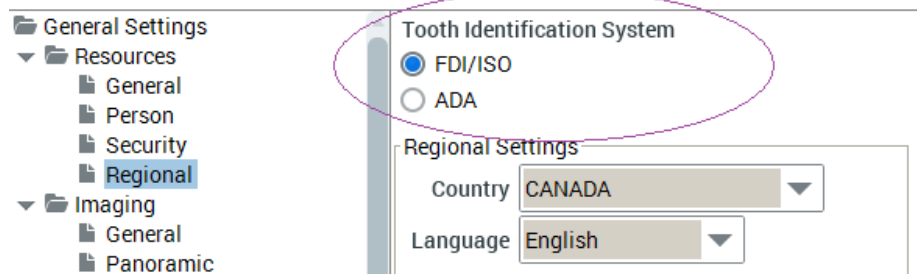 General Settings
Resources
General
Person
Security
Regional
Imaging
General
Panoramic
Tooth Identification System
FDI/ISO
ADA
Regional Settings
Country CANADA
Language English